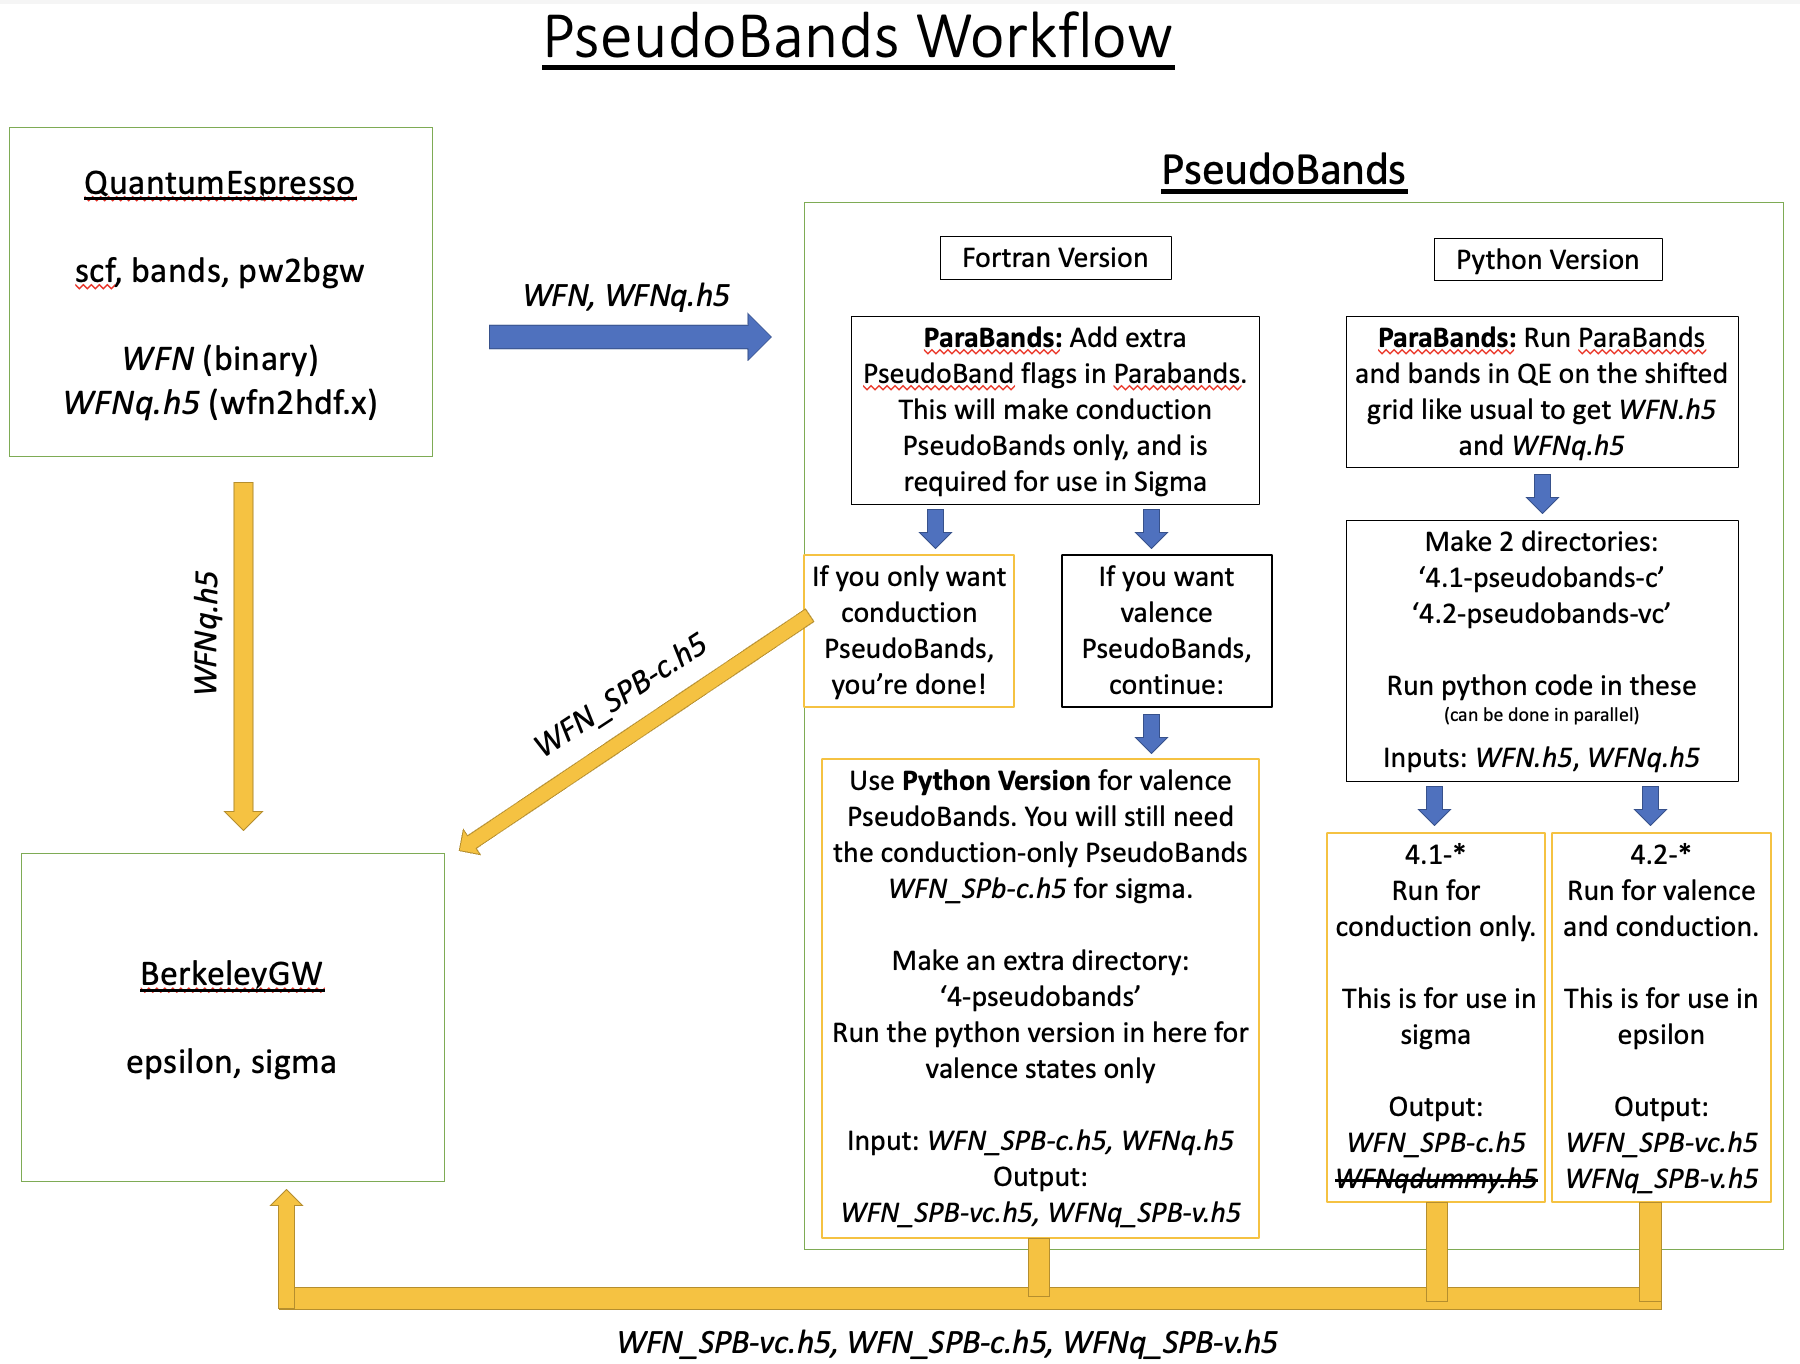 PseudoBands Workflow
QuantumEspresso
scf, bands, pw2bgw
WFN (binary)
WFNq.h5 (wfn2hdf.x)
WFN, WFNq.h5
WFNq.h5
WFN_SPB-c.h5
BerkeleyGW
epsilon, sigma
PseudoBands
Fortran Version
ParaBands: Add extra
PseudoBand flags in Parabands.
This will make conduction
PseudoBands only, and is
required for use in Sigma
If you only want
conduction
PseudoBands,
you're done!
If you want
valence
PseudoBands,
continue:
Use Python Version for valence
PseudoBands. You will still need
the conduction-only PseudoBands
WFN_SPb-c.h5 for sigma.
Make an extra directory:
'4-pseudobands'
Run the python version in here for
valence states only
Input: WFN_SPB-c.h5, WFNq.h5
Output:
WFN_SPB-vc.h5, WFNq_SPB-v.h5
Python Version
ParaBands: Run ParaBands
and bands in QE on the shifted
grid like usual to get WFN.h5
and WFNq.h5
Make 2 directories:
'4.1-pseudobands-c'
'4.2-pseudobands-vc'
Run python code in these
(can be done in parallel)
Inputs: WFN.h5, WFNq.h5
4.1-*
Run for
conduction only.
This is for use in
sigma
Output:
WFN_SPB-c.h5
WFNqdummy.h5
4.2-*
Run for valence
and conduction.
This is for use in
epsilon
Output:
WFN_SPB-vc.h5
WFNq_SPB-v.h5
WFN_SPB-vc.h5, WFN_SPB-c.h5, WFNq_SPB-v.h5